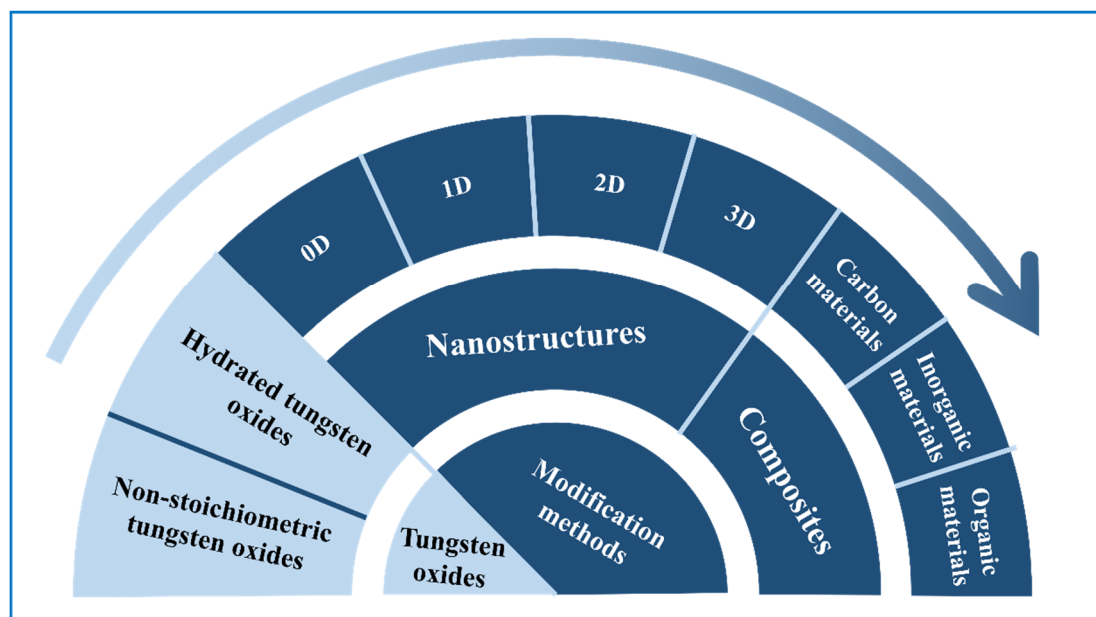 0D
1D
2D
3D
Carbon
materials
Inorganic
materials
Organic
materials
Nanostructures
Composites
Hydrated tungsten
oxides
Non-stoichiometric
tungsten oxides
Tungsten
oxides
Modification
methods